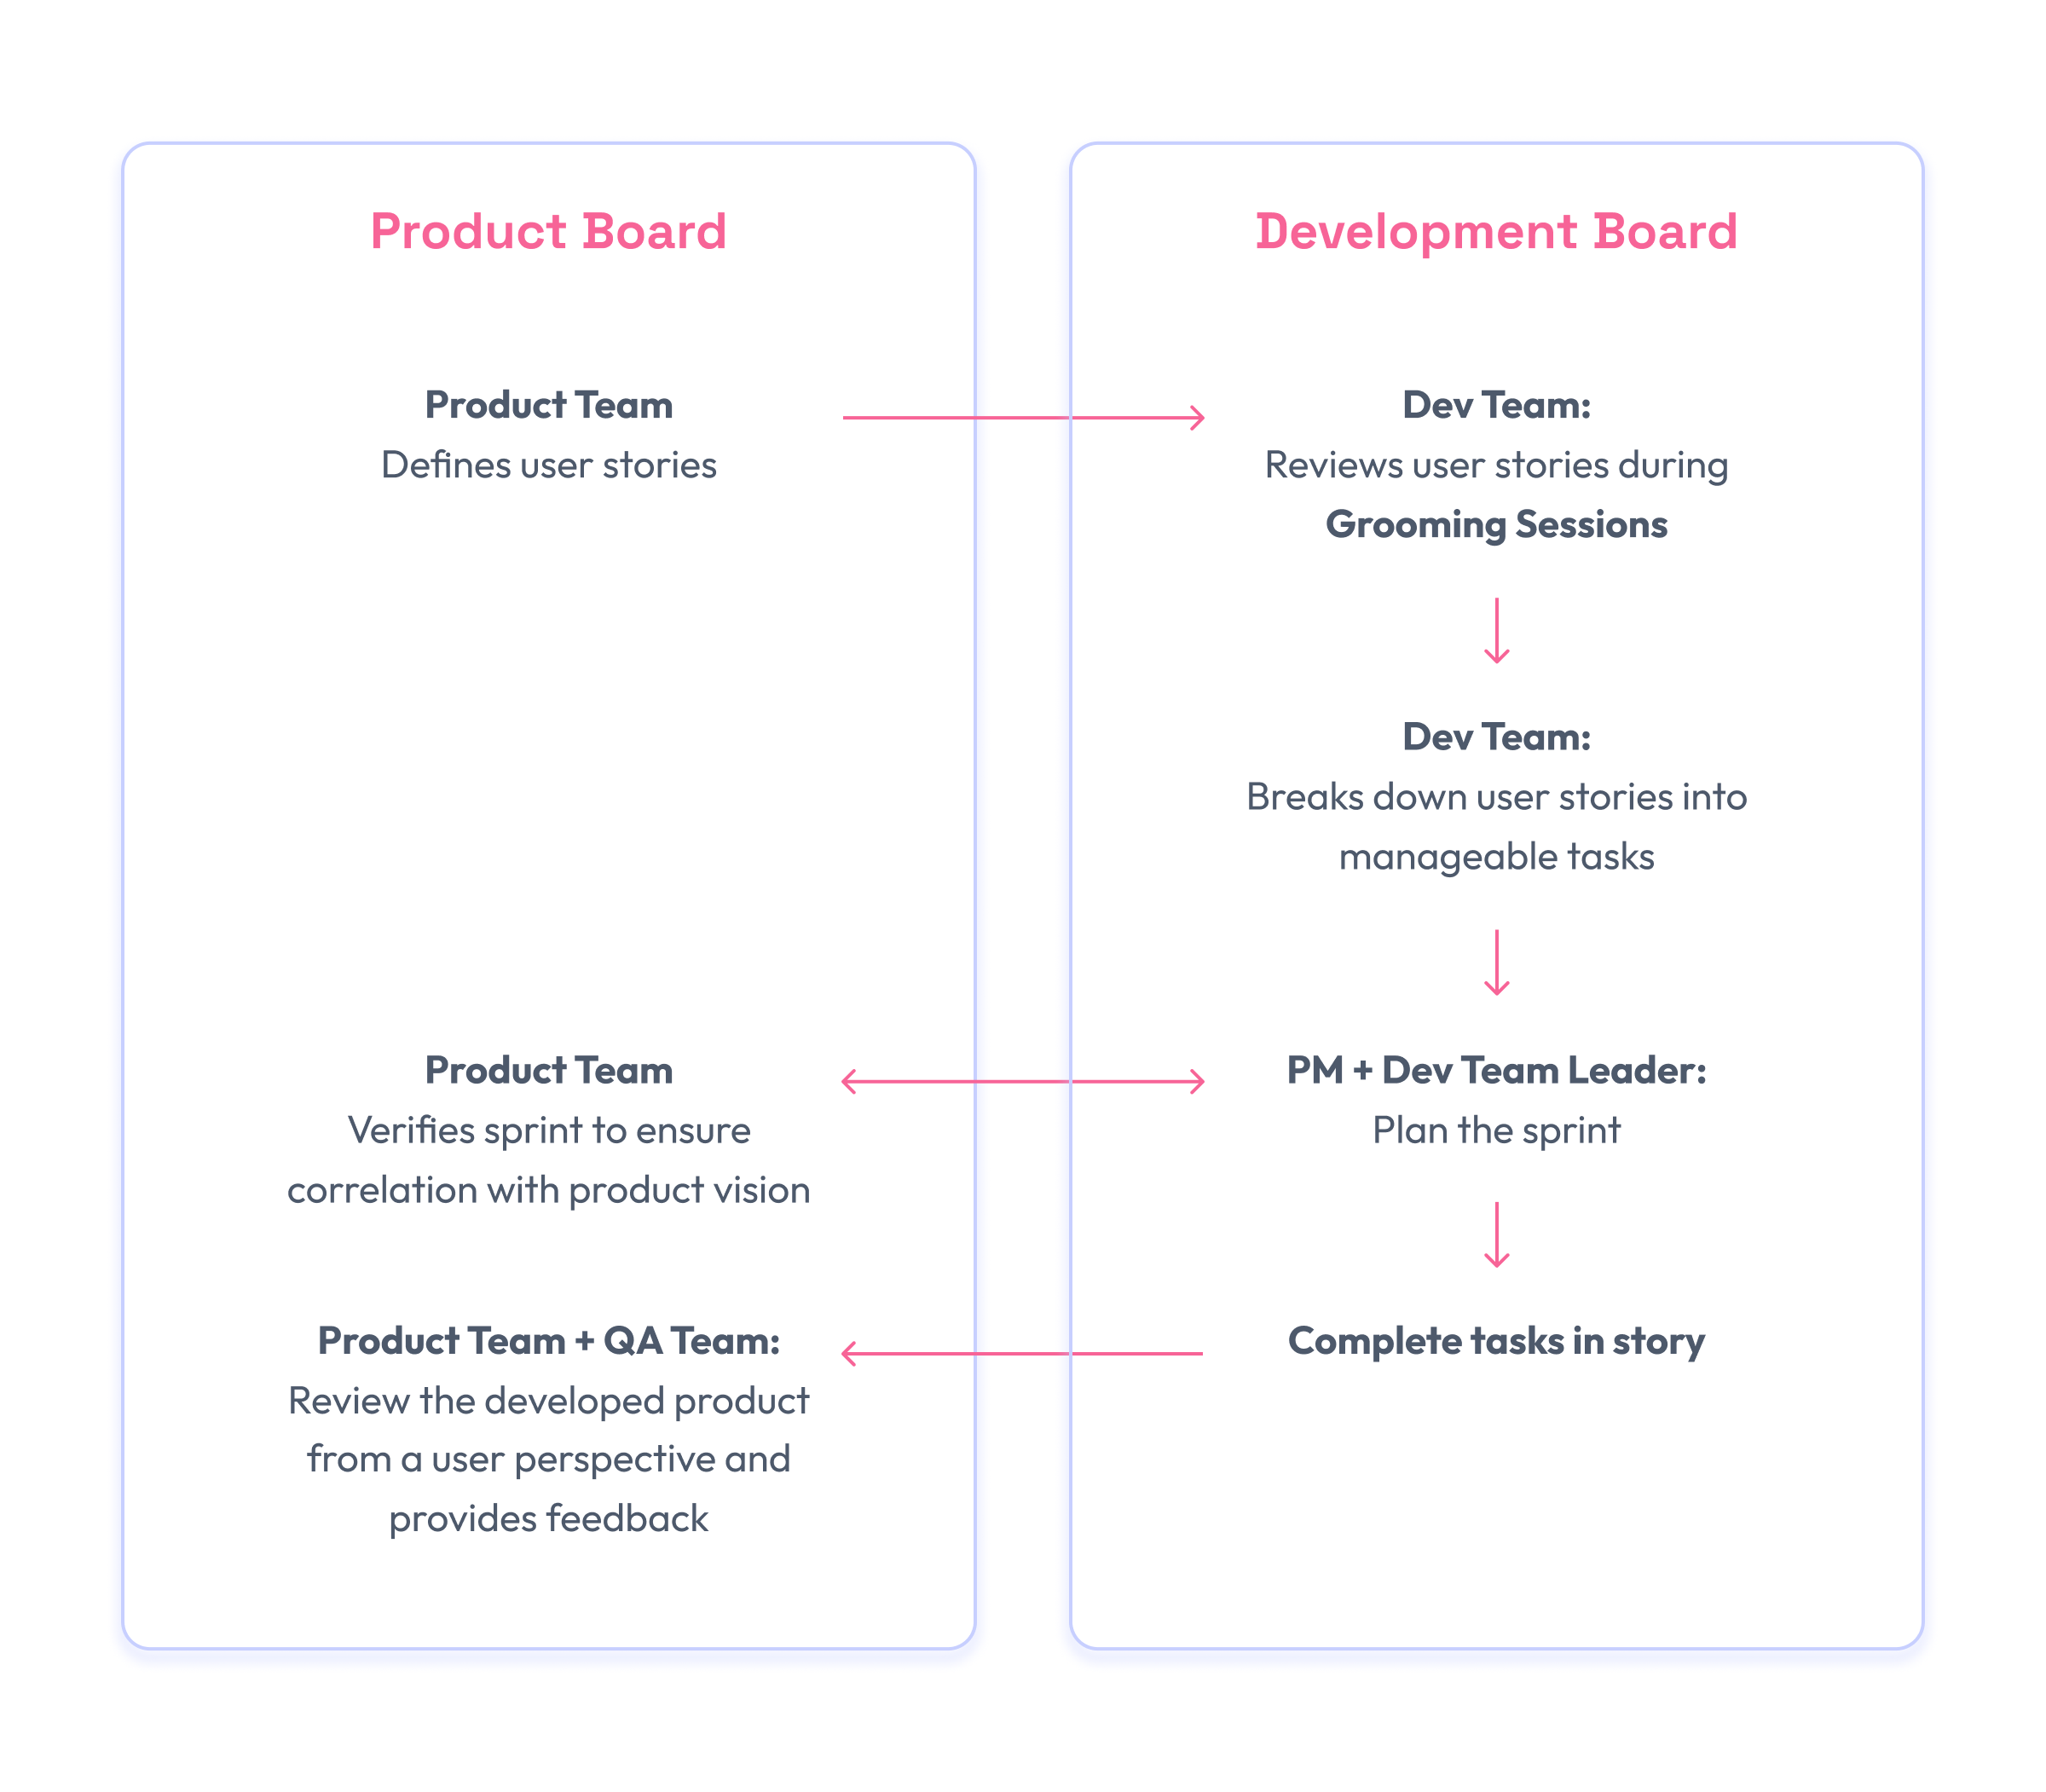 Product Board
Product Team
Defines user stories
Product Team
Verifies sprint to ensure
correlation with product vision
Product Team + QA Team:
Review the developed product
from a user perspective and
provides feedback
Development Board
Dev Team:
Reviews user stories during
Grooming Sessions
Dev Team:
Breaks down user stories into
manageable tasks
PM + Dev Team Leader:
Plan the sprint
Complete tasks in story